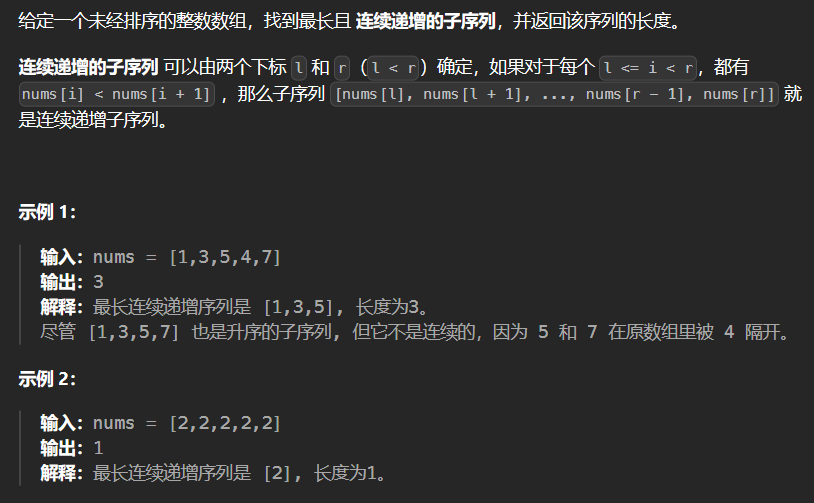 给定一个未经排序的整数数组，找到最长且 连续递增的子序列，并返回该序列的长度。
连续递增的子序列 可以由两个下标 l 和 r（l < r）确定，如果对于每个 l <= i < r，都有
nums[i] < nums[i + 1] ，那么子序列 [nums[l], nums[l + 1], ..., nums[r - 1], nums[r]] 就
是连续递增子序列。
示例 1：
输入：nums = [1,3,5,4,7]
输出：3
解释：最长连续递增序列是 [1,3,5], 长度为3。
尽管 [1,3,5,7] 也是升序的子序列, 但它不是连续的，因为 5 和 7 在原数组里被 4 隔开。
示例 2：
输入：nums = [2,2,2,2,2]
输出：1
解释：最长连续递增序列是 [2], 长度为1。